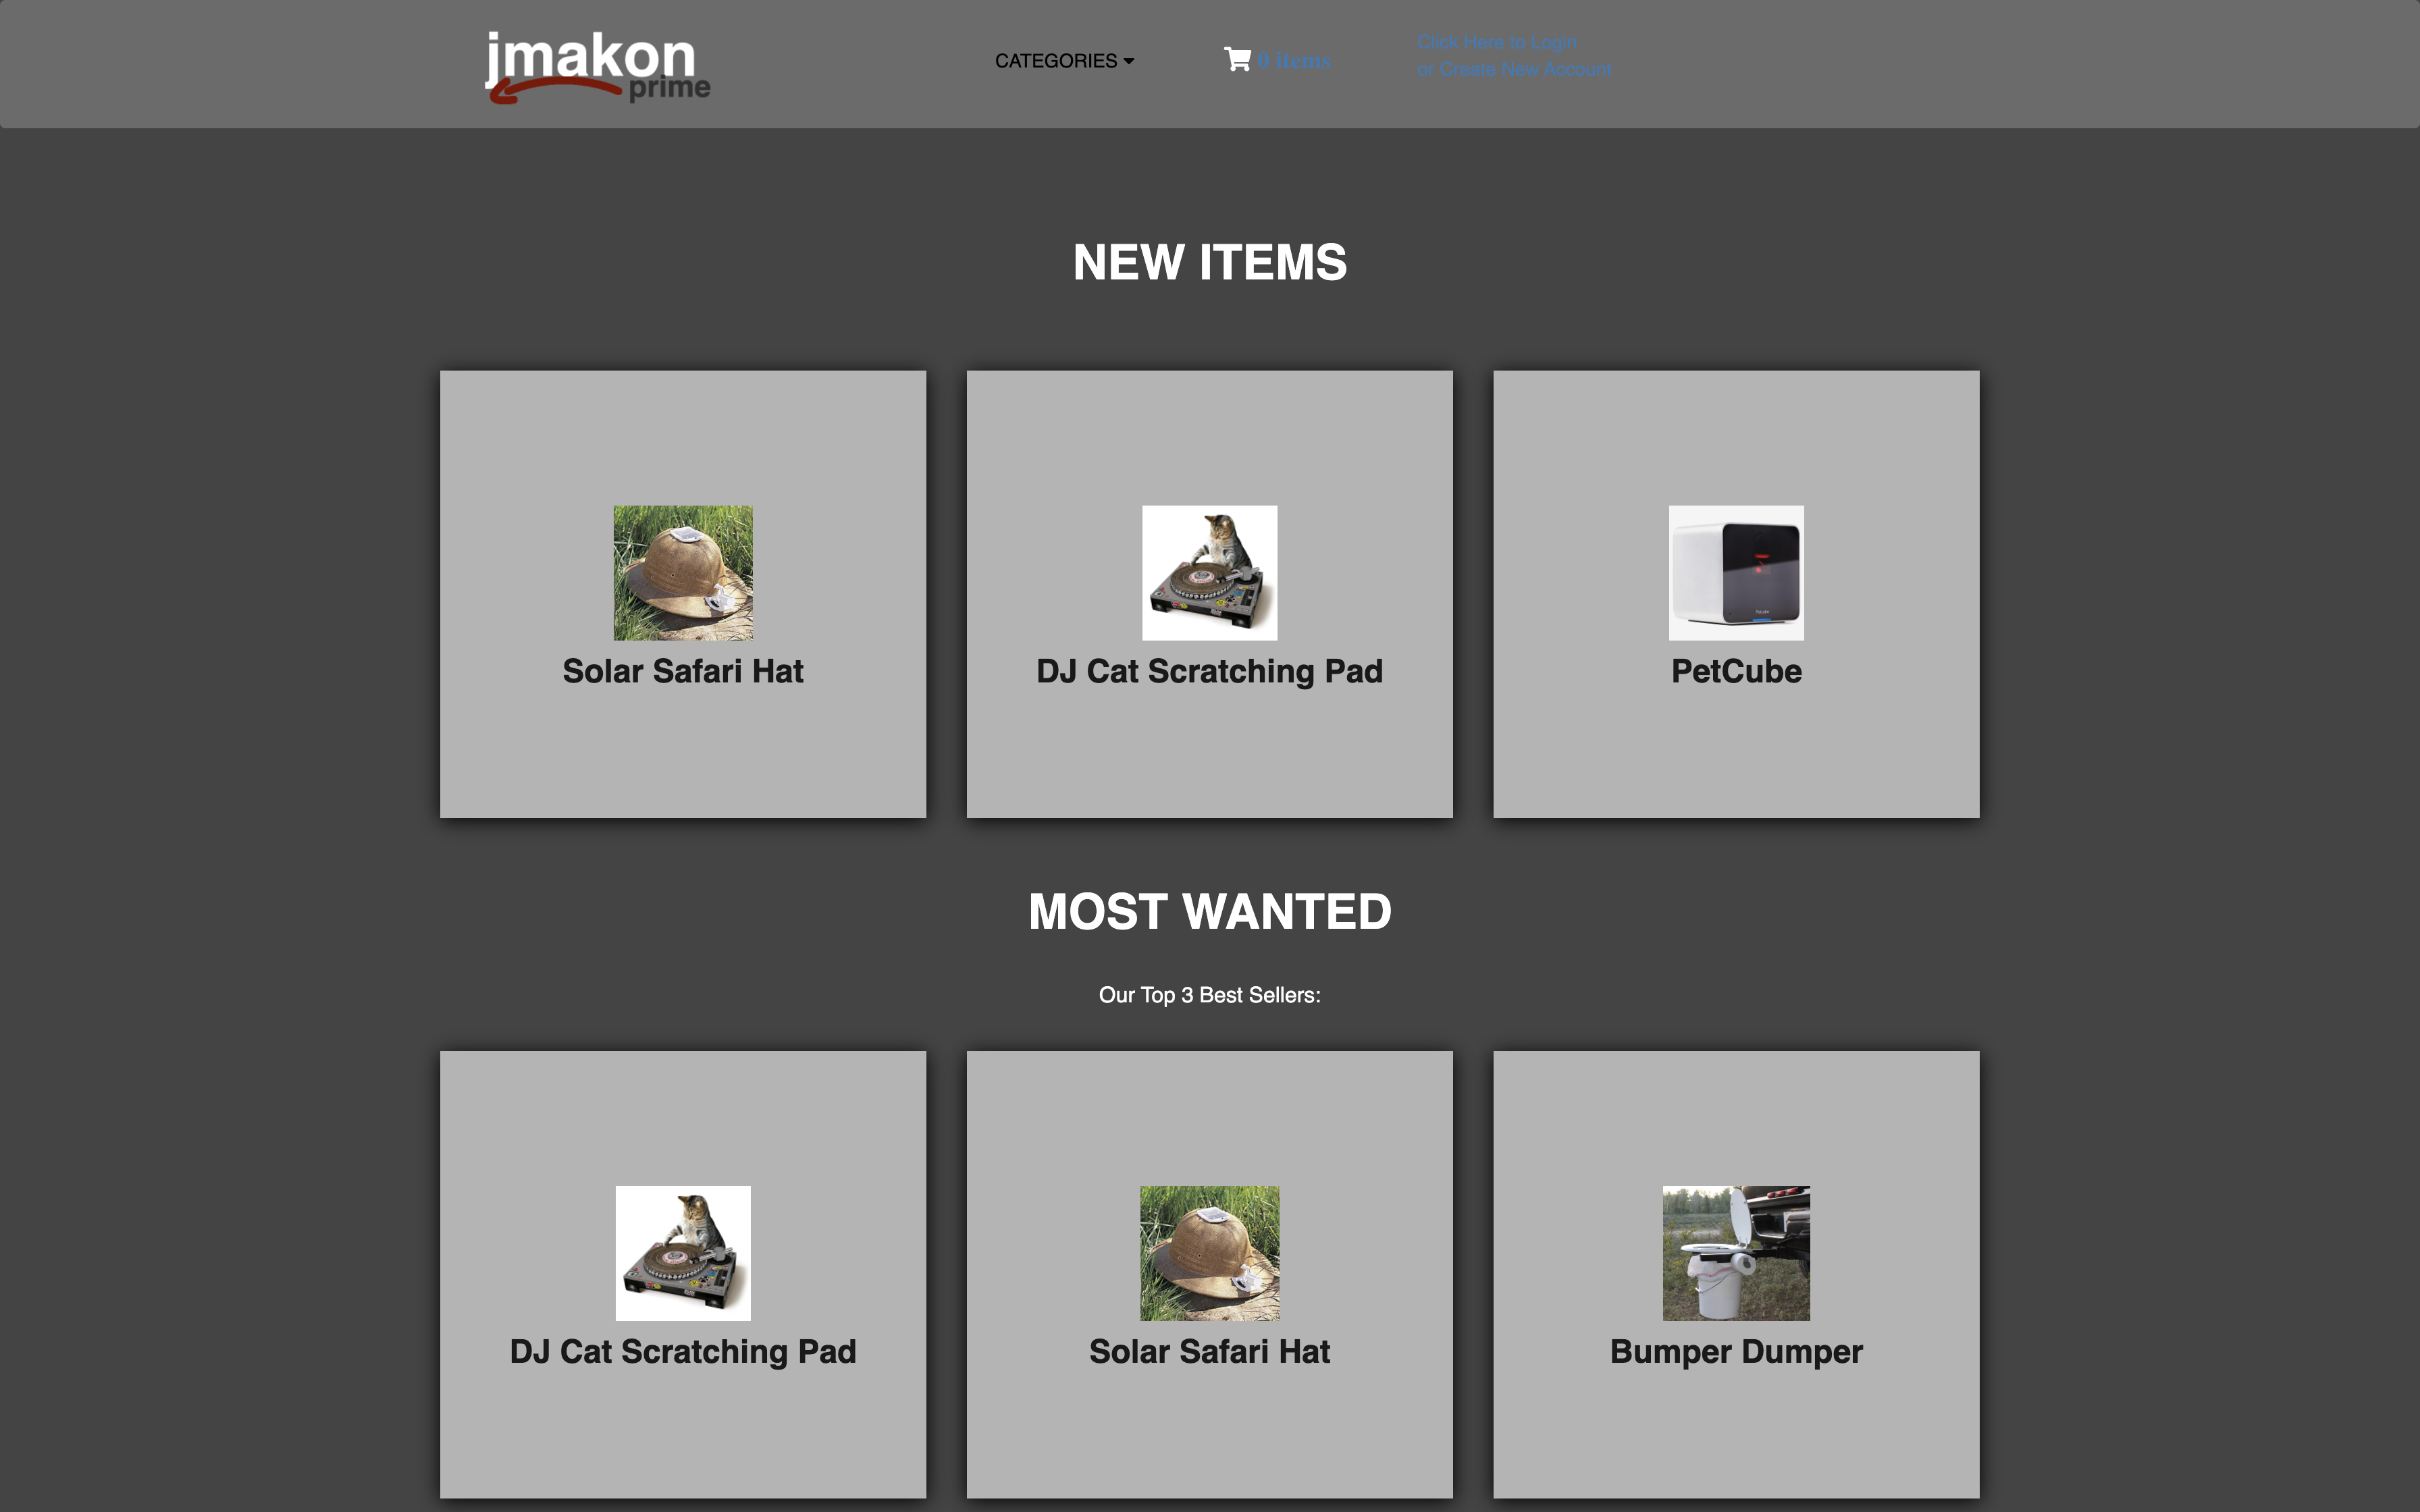 jmakon
prime
CATEGORIES
0 items
Click Here to Login
or Create New Account
NEW ITEMS
Solar Safari Hat
DJ Cat Scratching Pad
PetCube
MOST WANTED
Our Top 3 Best Sellers:
DJ Cat Scratching Pad
Solar Safari Hat
Bumper Dumper